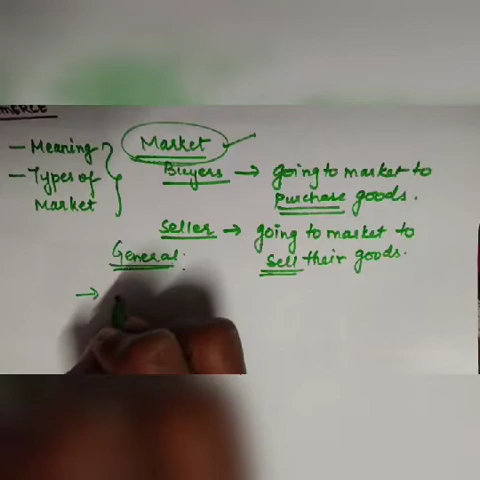 Market
— Meaning
Buyers → going to market to
— Types of
Market
purchase goods.
Seller → going to market to
sell their goods.
General:
→